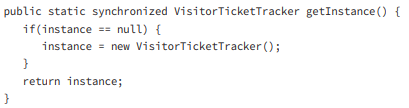 public static synchronized VisitorTicketTracker getInstance() {
   if(instance == null) {
      instance = new VisitorTicketTracker();
   }
   return instance;
}